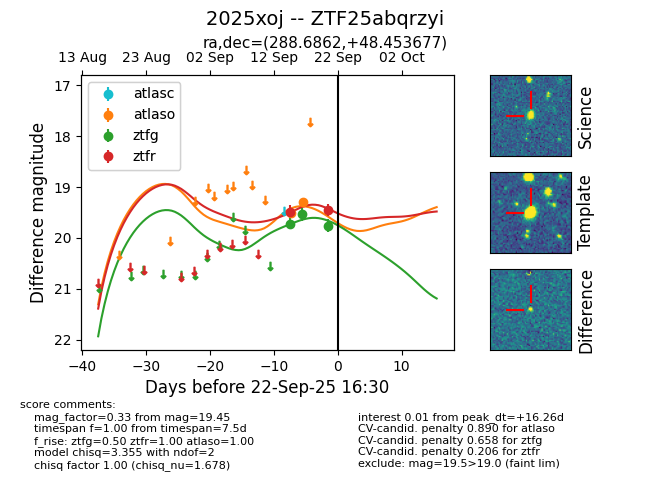 2025xoj -- ZTF25abqrzyi
ra,dec=(288.6862,+48.453677)
13 Aug 23 Aug 02 Sep 12 Sep 22 Sep 02 Oct
atlasc
atlaso
ztfg
ztfr
17
18
19
20
21
22
Difference magnitude
−40 −30 −20 −10 0 10
Days before 22-Sep-25 16:30
Science
Template
Difference
score comments:
mag_factor=0.33 from mag=19.45
timespan f=1.00 from timespan=7.5d
f_rise: ztfg=0.50 ztfr=1.00 atlaso=1.00
model chisq=3.355 with ndof=2
chisq factor 1.00 (chisq_nu=1.678)
interest 0.01 from peak_dt=+16.26d
CV-candid. penalty 0.890 for atlaso
CV-candid. penalty 0.658 for ztfg
CV-candid. penalty 0.206 for ztfr
exclude: mag=19.5>19.0 (faint lim)